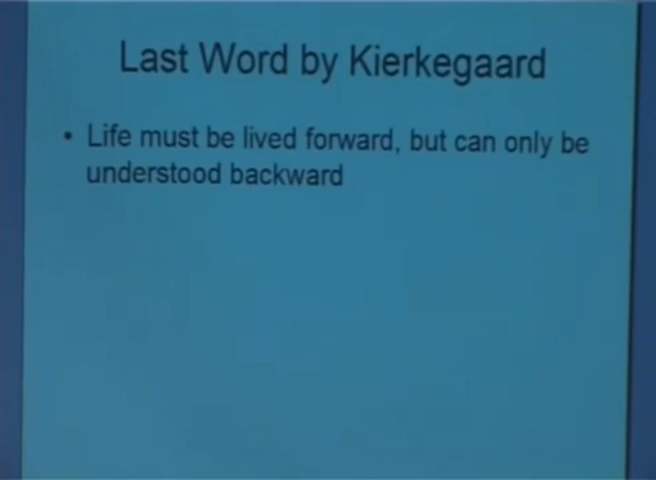 Last Word by Kierkegaard
• Life must be lived forward, but can only be
understood backward